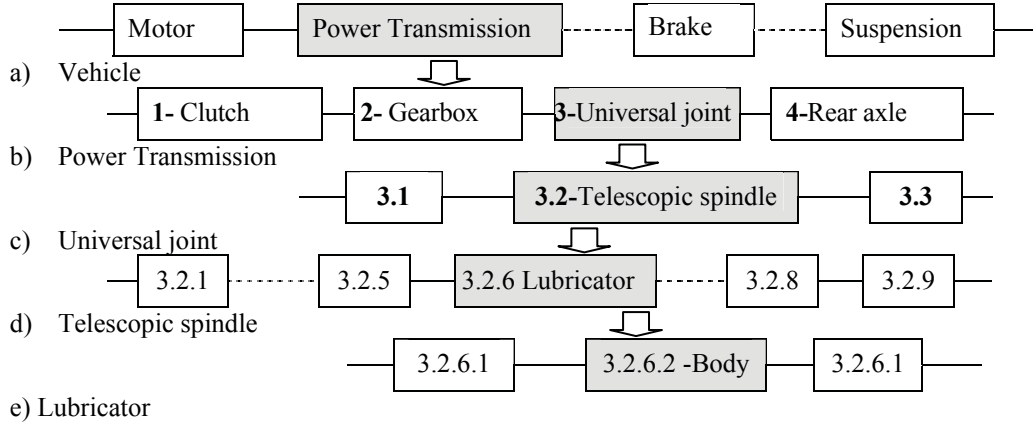 Motor Power Transmission Brake Suspension
a) Vehicle
1- Clutch 2- Gearbox 3-Universal joint 4-Rear axle
b) Power Transmission
3.1 3.2-Telescopic spindle 3.3
c) Universal joint
3.2.1 3.2.5 3.2.6 Lubricator 3.2.8 3.2.9
d) Telescopic spindle
3.2.6.1 3.2.6.2 -Body 3.2.6.1
e) Lubricator